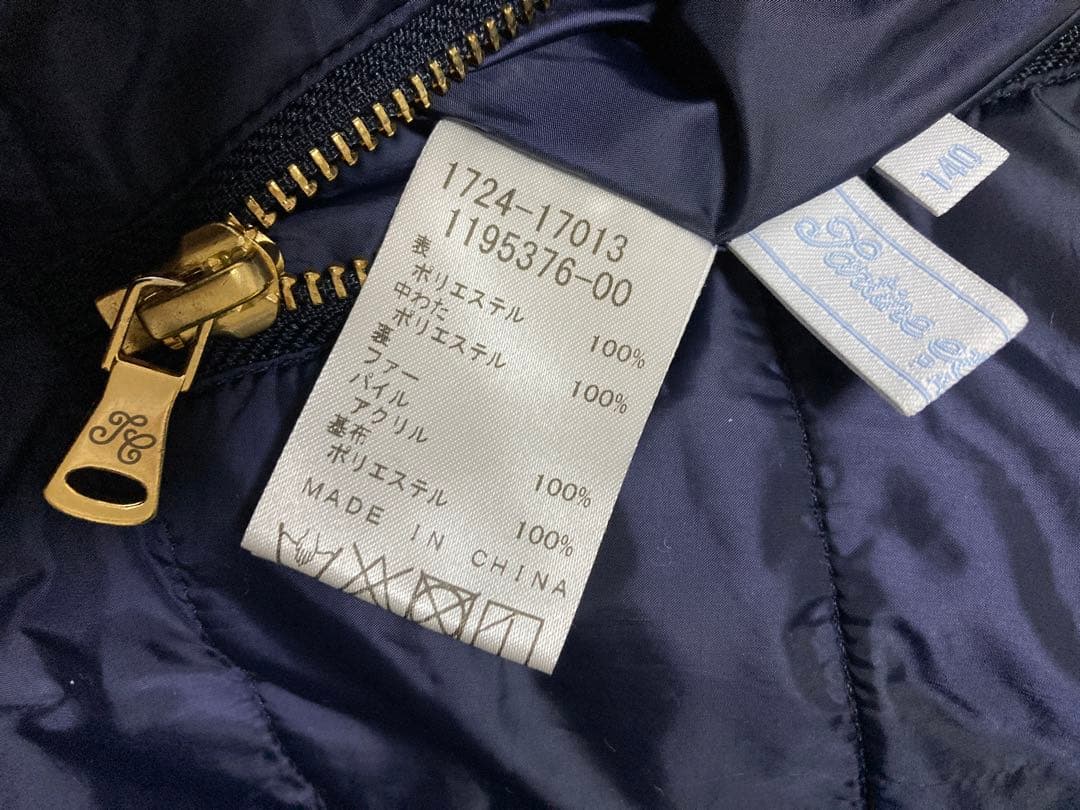 1724-17013
1195376-00
表
ポリエステル 100%
中わた
ポリエステル 100%
裏
ファー
パイル
アクリル 100%
基布
ポリエステル 100%
MADE IN CHINA
140
Tartine
TC